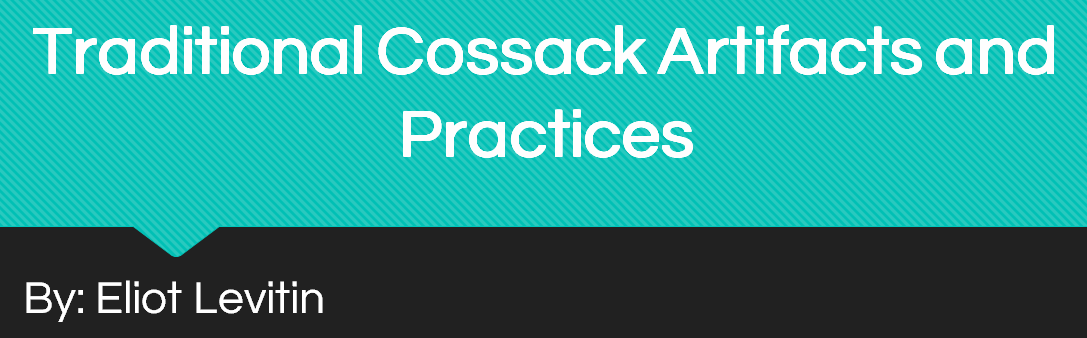 Traditional Cossack Artifacts and
Practices
By: Eliot Levitin